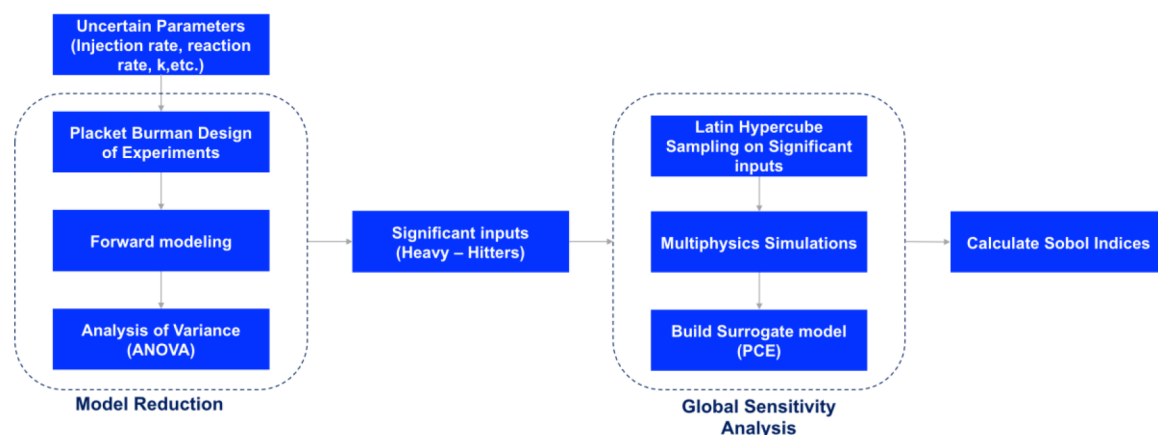 Uncertain Parameters
(Injection rate, reaction
rate, k,etc.)
Placket Burman Design
of Experiments
Forward modeling
Analysis of Variance
(ANOVA)
Model Reduction
Significant inputs
(Heavy – Hitters)
Latin Hypercube
Sampling on Significant
inputs
Multiphysics Simulations
Build Surrogate model
(PCE)
Global Sensitivity
Analysis
Calculate Sobol Indices